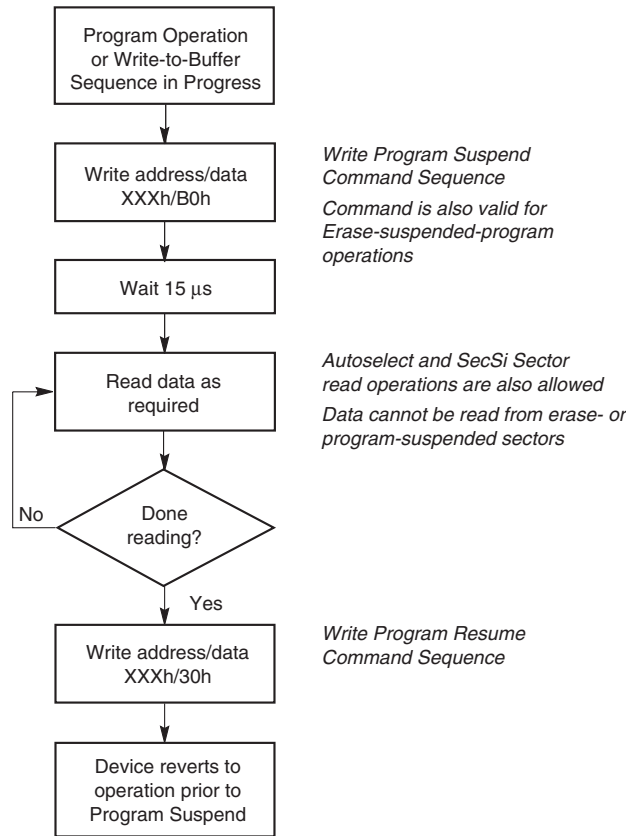 Program Operation
or Write-to-Buffer
Sequence in Progress
Write address/data
XXXh/B0h
Write Program Suspend
Command Sequence
Command is also valid for
Erase-suspended-program
operations
Wait 15 μs
Read data as
required
Autoselect and SecSi Sector
read operations are also allowed
Data cannot be read from erase- or
program-suspended sectors
No
Done
reading?
Yes
Write address/data
XXXh/30h
Write Program Resume
Command Sequence
Device reverts to
operation prior to
Program Suspend